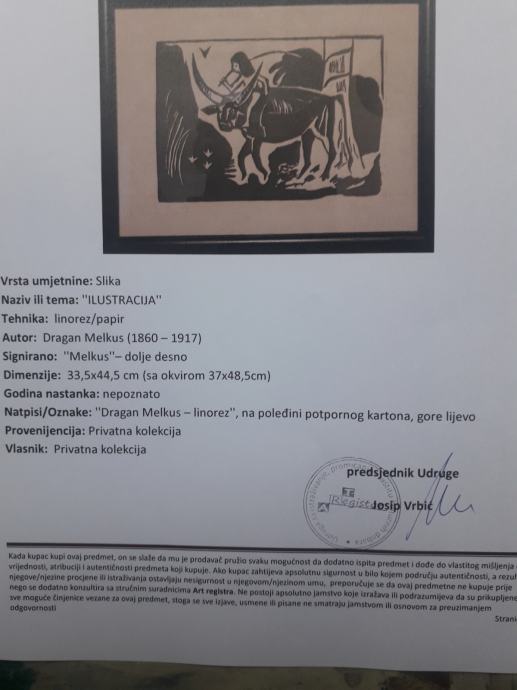 Vrsta umjetnine: Slika
Naziv ili tema: "ILUSTRACIJA"
Tehnika: linorez/papir
Autor: Dragan Melkus (1860 – 1917)
Signirano: "Melkus"– dolje desno
Dimenzije: 33,5x44,5 cm (sa okvirom 37x48,5cm)
Godina nastanka: nepoznato
Natpisi/Oznake: "Dragan Melkus – linorez", na poleđini potpornog kartona, gore lijevo
Provenijencija: Privatna kolekcija
Vlasnik: Privatna kolekcija
predsjednik Udruge
Josip Vrbić
Kada kupac kupi ovaj predmet, on se slaže da mu je prodavač pružio svaku mogućnost da dodatno ispita predmet i dođe do vlastitog mišljenja
vrijednosti, atribuciji i autentičnosti predmeta koji kupuje. Ako kupac zahtijeva apsolutnu sigurnost u bilo kojem području autentičnosti, a
njegove/njezine procjene ili istraživanja ostavljaju nesigurnost u njegovom/njezinom umu, preporučuje se da ovaj predmetne ne kupuje prije
nego se dodatno konzultira sa stručnim suradnicima Art registra. Ne postoji apsolutno jamstvo koje izražava ili podrazumijeva da su prikupljene
sve moguće činjenice vezane za ovaj predmet, stoga se sve izjave, usmene ili pisane ne smatraju jamstvom ili osnovom za preuzimanjem
odgovornosti